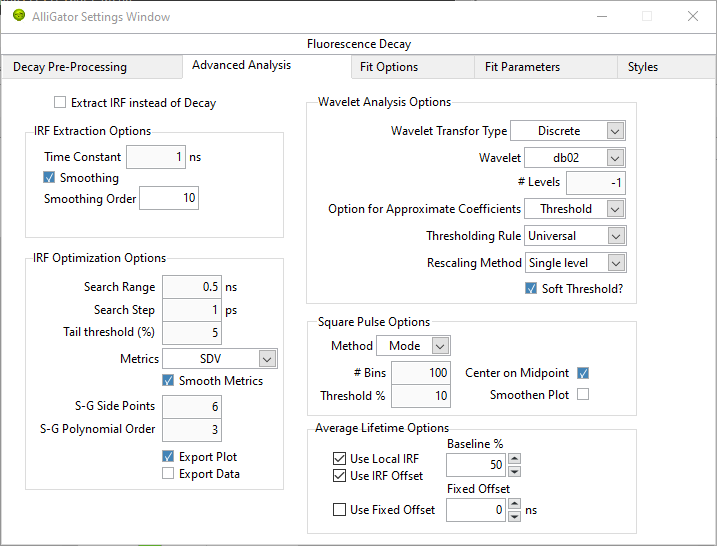 AlliGator Settings Window
Fluorescence Decay
Decay Pre-Processing
Advanced Analysis
Fit Options
Fit Parameters
Styles
Extract IRF instead of Decay
IRF Extraction Options
Time Constant 1 ns
Smoothing
Smoothing Order 10
IRF Optimization Options
Search Range 0.5 ns
Search Step 1 ps
Tail threshold (%) 5
Metrics SDV
Smooth Metrics
S-G Side Points 6
S-G Polynomial Order 3
Export Plot
Export Data
Wavelet Analysis Options
Wavelet Transfor Type Discrete
Wavelet db02
# Levels -1
Option for Approximate Coefficients Threshold
Thresholding Rule Universal
Rescaling Method Single level
Soft Threshold?
Square Pulse Options
Method Mode
# Bins 100 Center on Midpoint
Threshold % 10 Smoothen Plot
Average Lifetime Options
Baseline %
Use Local IRF 50
Use IRF Offset
Fixed Offset
Use Fixed Offset 0 ns